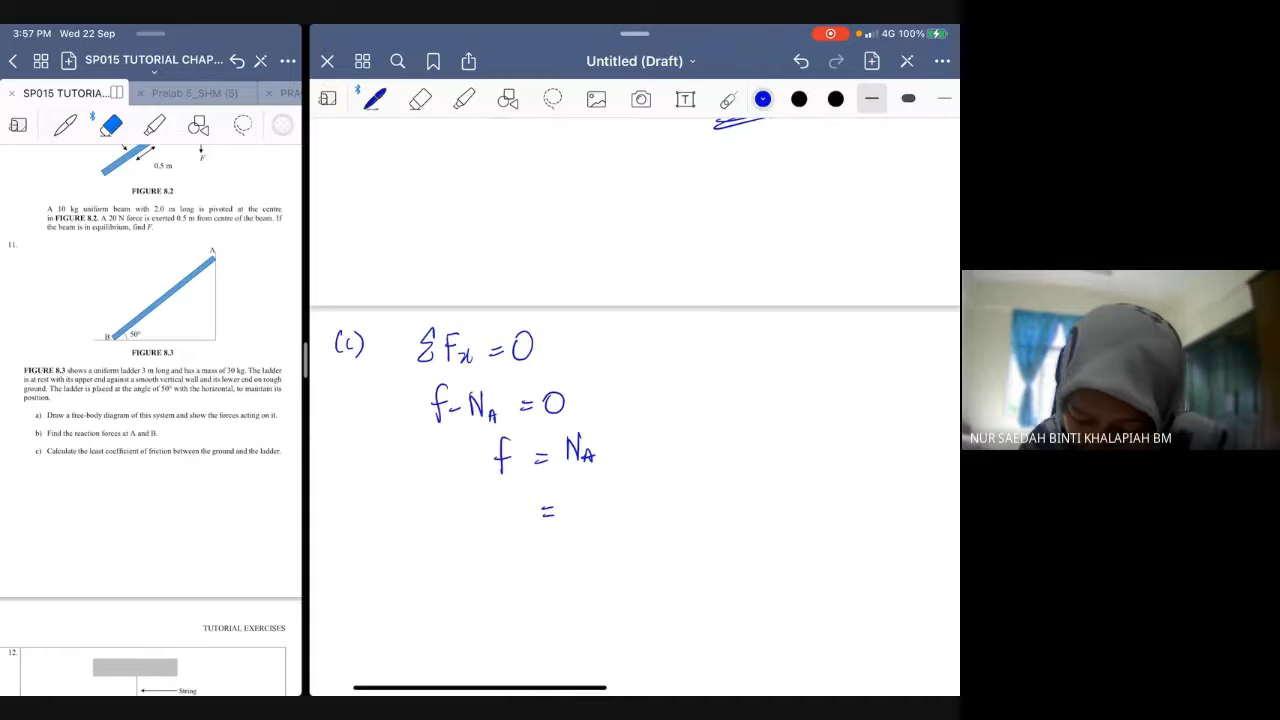 3:57 PM Wed 22 Sep
4G 100%
SP015 TUTORIAL CHAP...
Untitled (Draft)
SP015 TUTORIA...
Prelab 5_SHM (5)
PRA
0.5 m
F
FIGURE 8.2
A 10 kg uniform beam with 2.0 m long is pivoted at the centre
in FIGURE 8.2. A 20 N force is exerted 0.5 m from centre of the beam. If
the beam is in equilibrium, find F.
11.
A
B
50°
FIGURE 8.3
FIGURE 8.3 shows a uniform ladder 3 m long and has a mass of 30 kg. The ladder
is at rest with its upper end against a smooth vertical wall and its lower end on rough
ground. The ladder is placed at the angle of 50° with the horizontal, to maintain its
position.
a) Draw a free-body diagram of this system and show the forces acting on it.
b) Find the reaction forces at A and B.
c) Calculate the least coefficient of friction between the ground and the ladder.
TUTORIAL EXERCISES
12.
String
(c) ΣFx = 0
f - NA = 0
f = NA
=
NUR SAEDAH BINTI KHALAPIAH BM